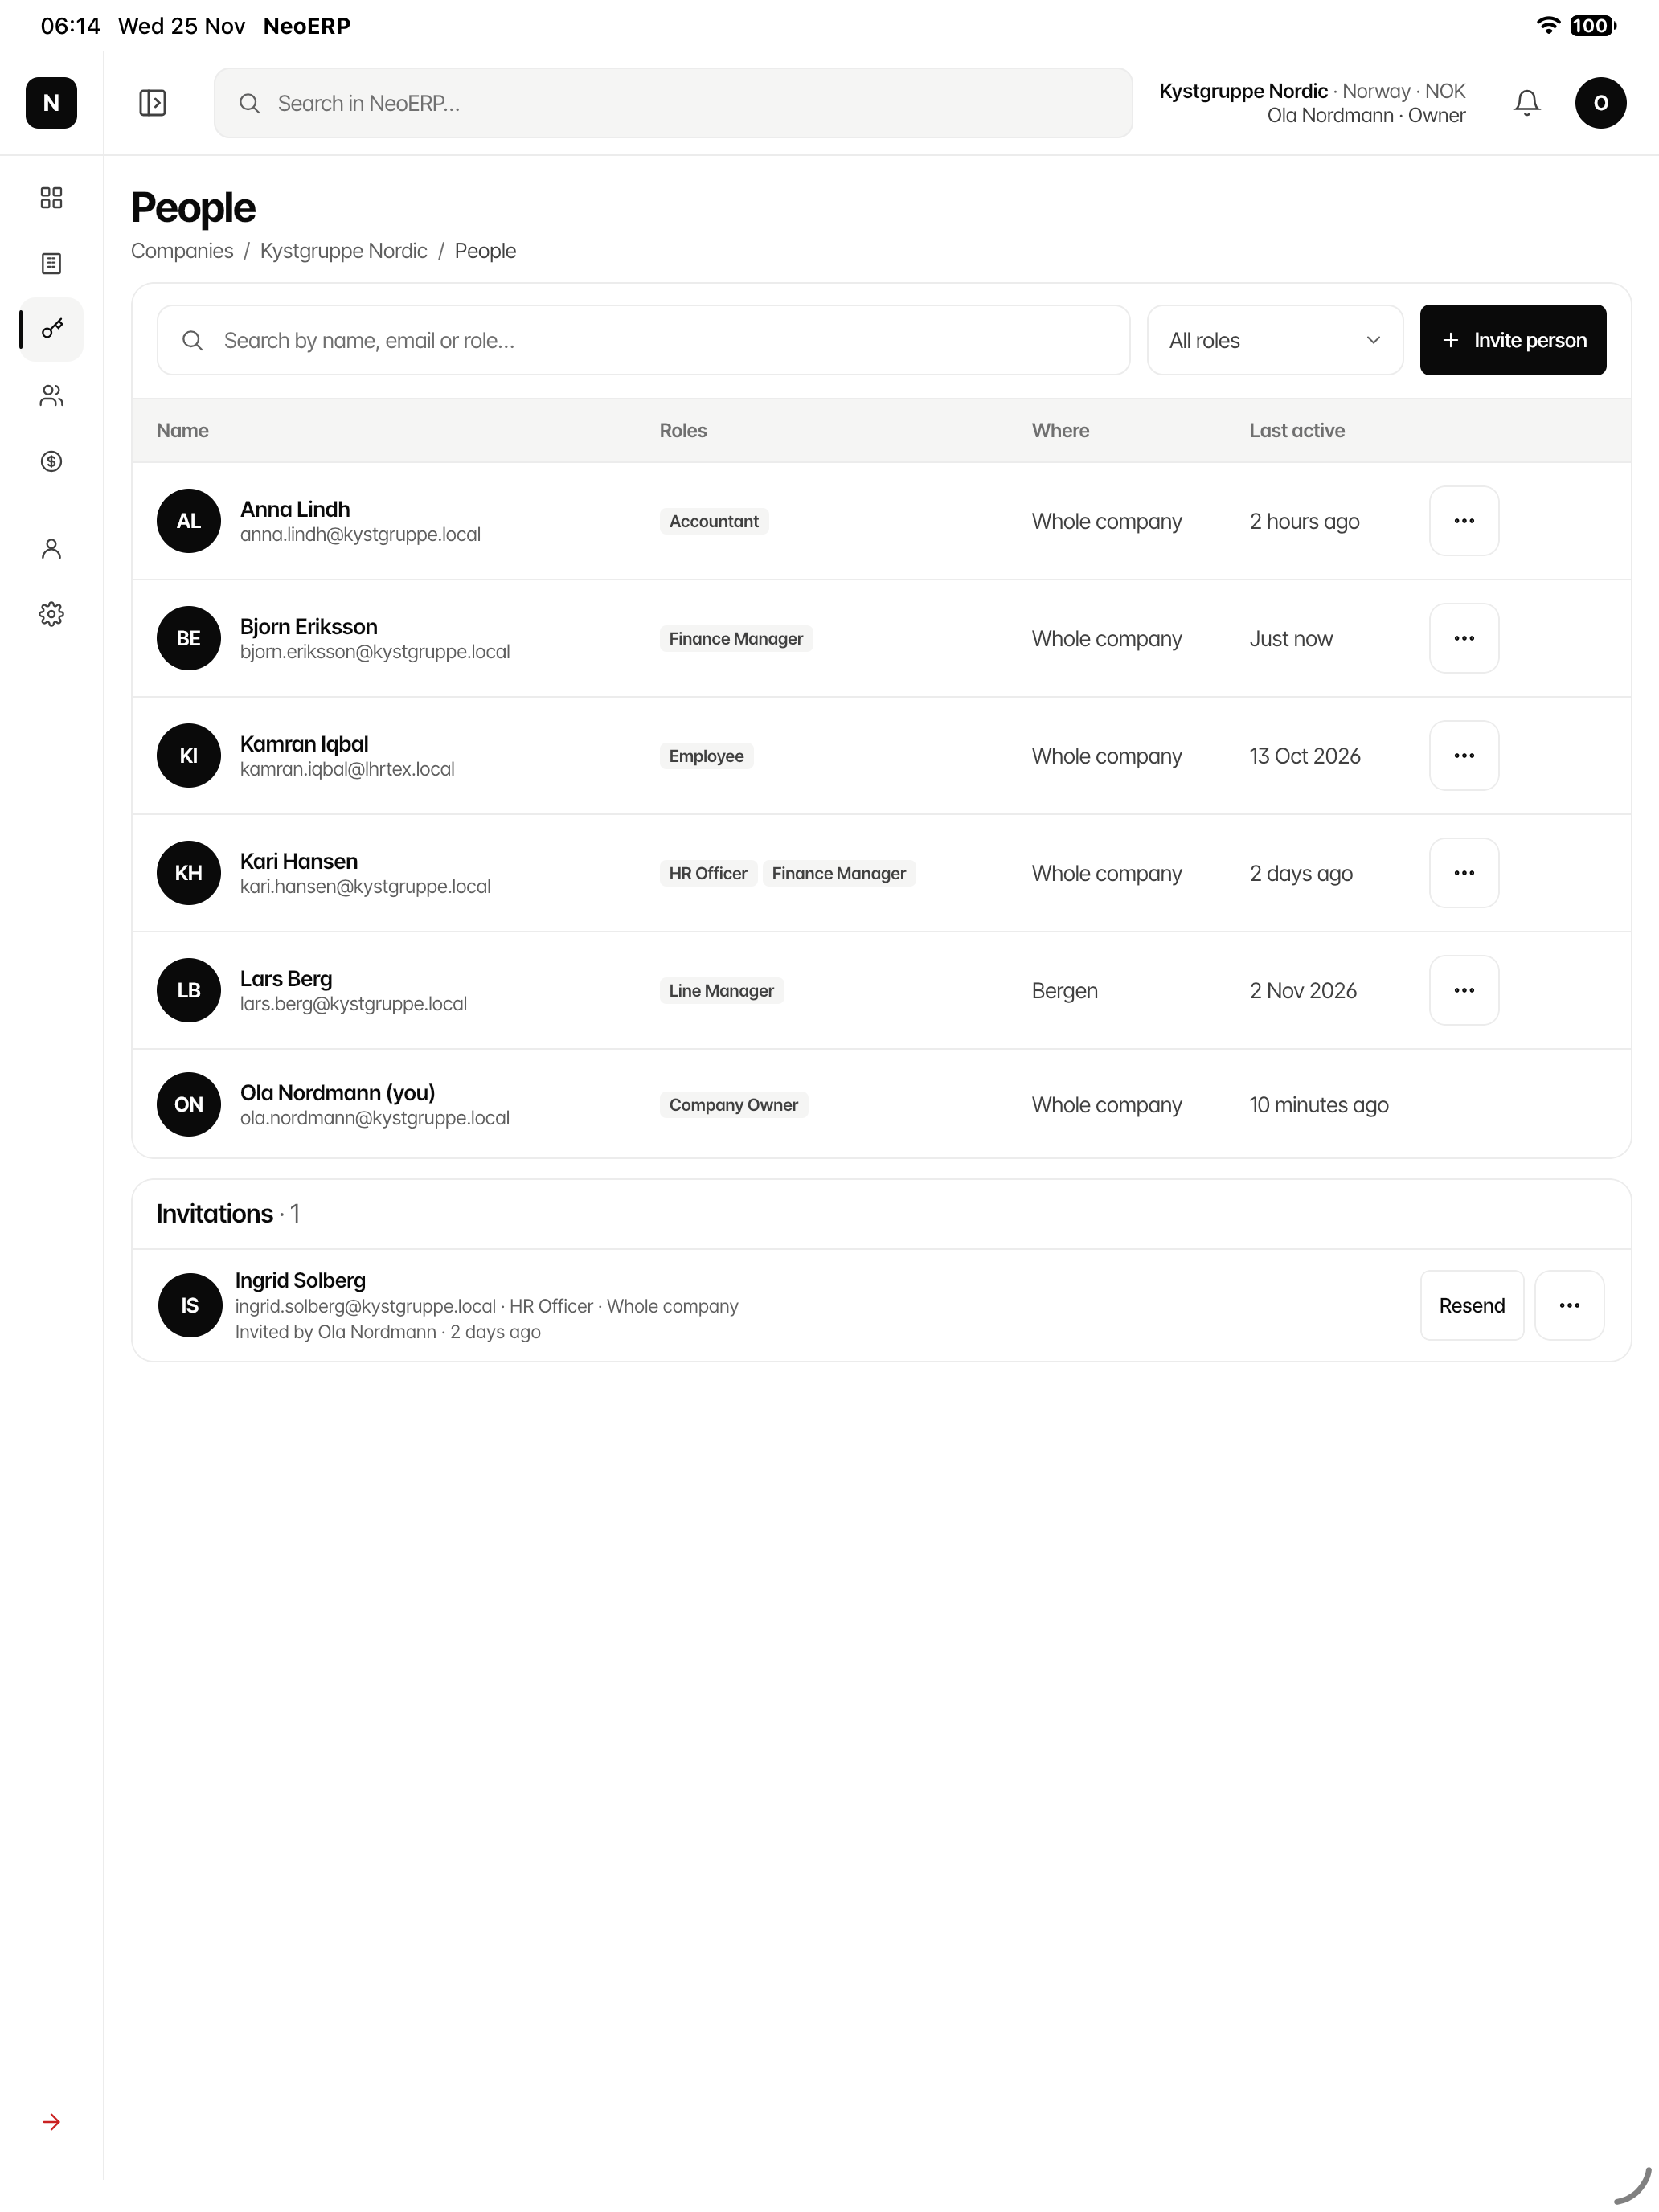 06:14 Wed 25 Nov NeoERP
100
N
Search in NeoERP...
Kystgruppe Nordic · Norway · NOK
Ola Nordmann · Owner
O
People
Companies / Kystgruppe Nordic / People
Search by name, email or role...
All roles
Invite person
Name Roles Where Last active
AL
Anna Lindh
anna.lindh@kystgruppe.local
Accountant
Whole company
2 hours ago
BE
Bjorn Eriksson
bjorn.eriksson@kystgruppe.local
Finance Manager
Whole company
Just now
KI
Kamran Iqbal
kamran.iqbal@lhrtex.local
Employee
Whole company
13 Oct 2026
KH
Kari Hansen
kari.hansen@kystgruppe.local
HR Officer Finance Manager
Whole company
2 days ago
LB
Lars Berg
lars.berg@kystgruppe.local
Line Manager
Bergen
2 Nov 2026
ON
Ola Nordmann (you)
ola.nordmann@kystgruppe.local
Company Owner
Whole company
10 minutes ago
Invitations · 1
IS
Ingrid Solberg
ingrid.solberg@kystgruppe.local · HR Officer · Whole company
Invited by Ola Nordmann · 2 days ago
Resend